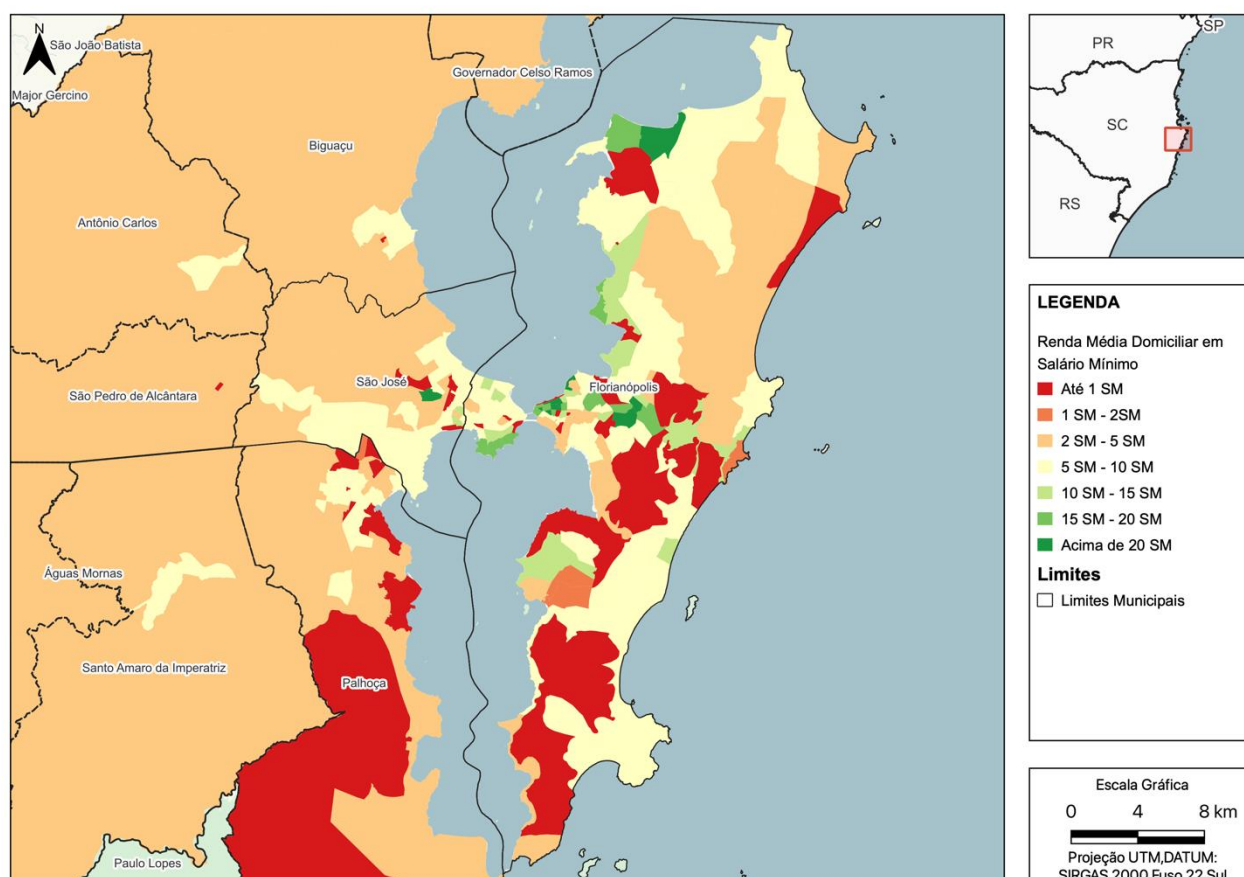 N
São João Batista
Major Gercino
Governador Celso Ramos
Biguaçu
Antônio Carlos
São José
Florianópolis
São Pedro de Alcântara
Águas Mornas
Santo Amaro da Imperatriz
Palhoça
Paulo Lopes
SP
PR
SC
RS
LEGENDA
Renda Média Domiciliar em
Salário Mínimo
Até 1 SM
1 SM - 2SM
2 SM - 5 SM
5 SM - 10 SM
10 SM - 15 SM
15 SM - 20 SM
Acima de 20 SM
Limites
Limites Municipais
Escala Gráfica
0 4 8 km
Projeção UTM,DATUM:
SIRGAS 2000 Fuso 22 Sul